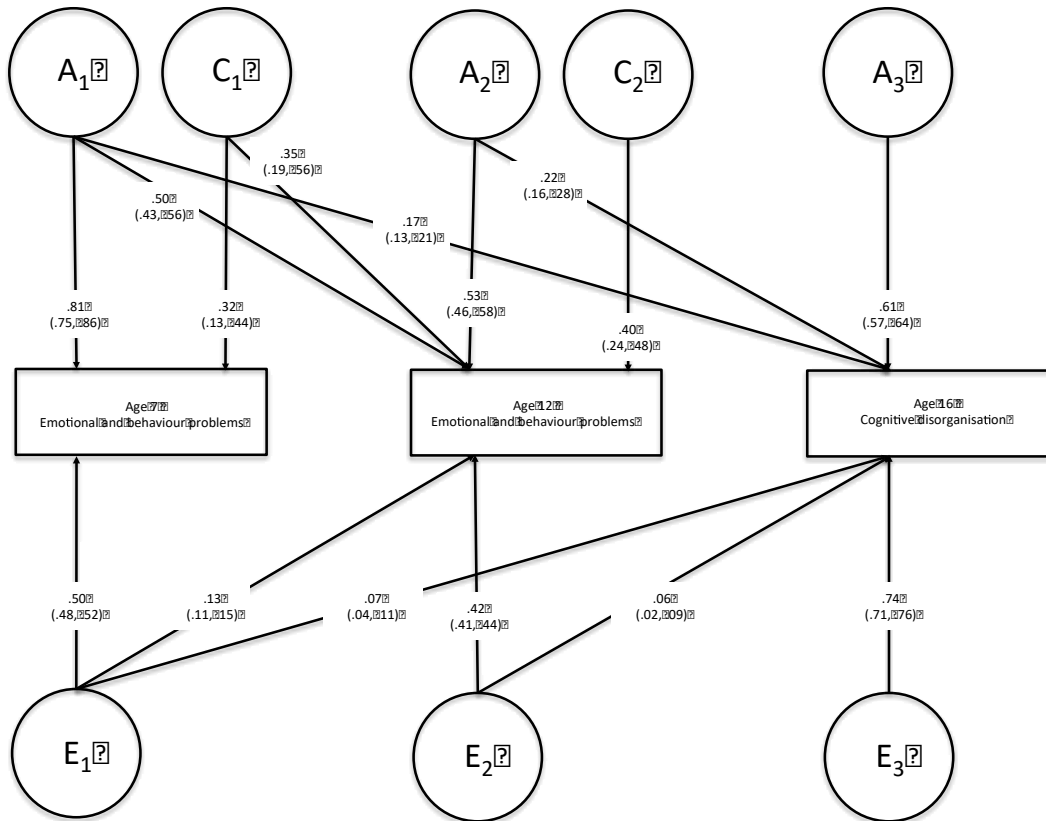 A1
C1
A2
C2
A3
.35
(.19, .56)
.50
(.43, .56)
.22
(.16, .28)
.17
(.13, .21)
.81
(.75, .86)
.32
(.13, .44)
.53
(.46, .58)
.40
(.24, .48)
.61
(.57, .64)
Age 7
Emotional and behaviour problems
Age 12
Emotional and behaviour problems
Age 16
Cognitive disorganisation
.50
(.48, .52)
.13
(.11, .15)
.07
(.04, .11)
.42
(.41, .44)
.06
(.02, .09)
.74
(.71, .76)
E1
E2
E3